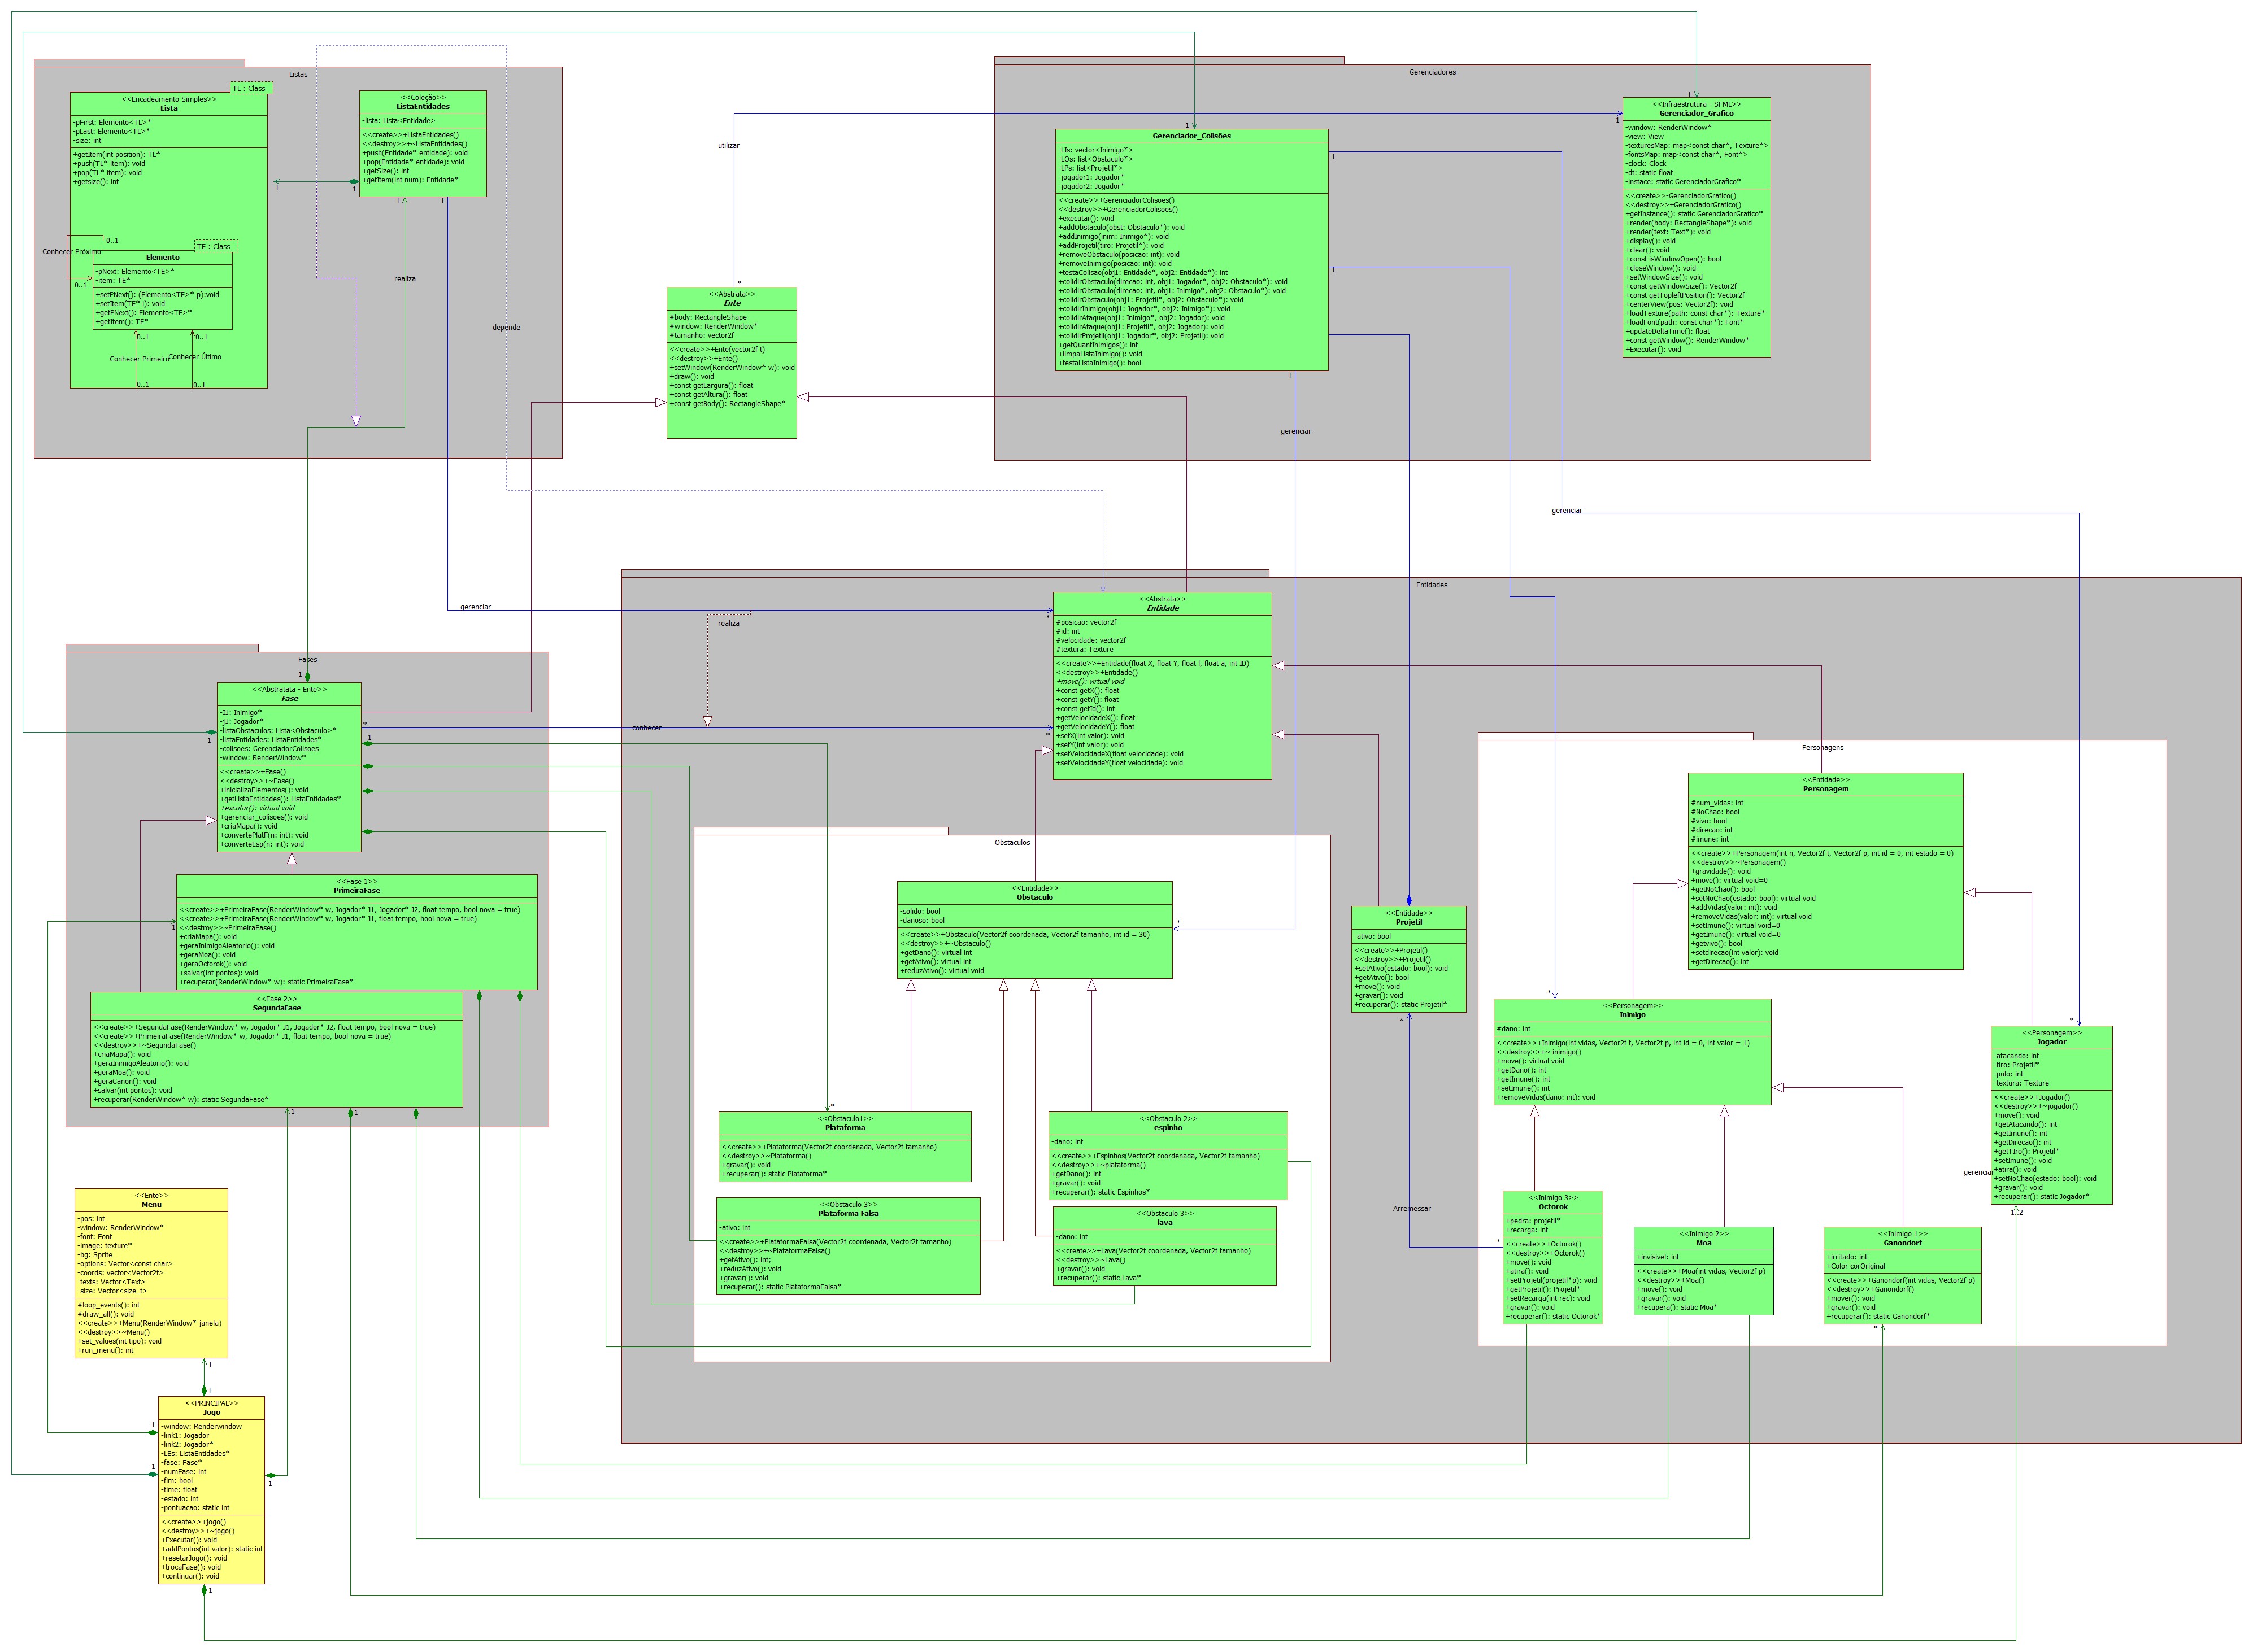 Listas
TL : Class
<<Encadeamento Simples>>
Lista
-pFirst: Elemento<TL>*
-pLast: Elemento<TL>*
-size: int
+getItem(int position): TL*
+push(TL* item): void
+pop(TL* item): void
+getsize(): int
0..1
Conhecer Próximo
0..1
TE : Class
Elemento
-pNext: Elemento<TE>*
-item: TE*
+setPNext(): (Elemento<TE>* p):void
+setItem(TE* i): void
+getPNext(): Elemento<TE>*
+getItem(): TE*
0..1
0..1
Conhecer Primeiro
Conhecer Último
0..1
0..1
<<Coleção>>
ListaEntidades
-lista: Lista<Entidade>
<<create>>+ListaEntidades()
<<destroy>>+~ListaEntidades()
+push(Entidade* entidade): void
+pop(Entidade* entidade): void
+getSize(): int
+getItem(int num): Entidade*
1
1
1
1
realiza
depende
utilizar
*
<<Abstrata>>
Ente
#body: RectangleShape
#window: RenderWindow*
#tamanho: vector2f
<<create>>+Ente(vector2f t)
<<destroy>>+Ente()
+setWindow(RenderWindow* w): void
+draw(): void
+const getLargura(): float
+const getAltura(): float
+const getBody(): RectangleShape*
Gerenciadores
1
Gerenciador_Colisões
-LIs: vector<Inimigo*>
-LOs: list<Obstaculo*>
-LPs: list<Projetil*>
-jogador1: Jogador*
-jogador2: Jogador*
<<create>>+GerenciadorColisoes()
<<destroy>>+GerenciadorColisoes()
+executar(): void
+addObstaculo(obst: Obstaculo*): void
+addInimigo(inim: Inimigo*): void
+addProjetil(tiro: Projetil*): void
+removeObstaculo(posicao: int): void
+removeInimigo(posicao: int): void
+testaColisao(obj1: Entidade*, obj2: Entidade*): int
+colidirObstaculo(direcao: int, obj1: Jogador*, obj2: Obstaculo*): void
+colidirObstaculo(direcao: int, obj1: Inimigo*, obj2: Obstaculo*): void
+colidirObstaculo(obj1: Projetil*, obj2: Obstaculo*): void
+colidirInimigo(obj1: Jogador*, obj2: Inimigo*): void
+colidirAtaque(obj1: Inimigo*, obj2: Jogador): void
+colidirAtaque(obj1: Projetil*, obj2: Jogador): void
+colidirProjetil(obj1: Jogador*, obj2: Projetil): void
+getQuantInimigos(): int
+limpaListaInimigo(): void
+testaListaInimigo(): bool
1
1
1
gerenciar
gerenciar
1
1
<<Infraestrutura - SFML>>
Gerenciador_Grafico
-window: RenderWindow*
-view: View
-texturesMap: map<const char*, Texture*>
-fontsMap: map<const char*, Font*>
-clock: Clock
-dt: static float
-instace: static GerenciadorGrafico*
<<create>>-GerenciadorGrafico()
<<destroy>>+GerenciadorGrafico()
+getInstance(): static GerenciadorGrafico*
+render(body: RectangleShape*): void
+render(text: Text*): void
+display(): void
+clear(): void
+const isWindowOpen(): bool
+closeWindow(): void
+setWindowSize(): void
+const getWindowSize(): Vector2f
+const getTopleftPosition(): Vector2f
+centerView(pos: Vector2f): void
+loadTexture(path: const char*): Texture*
+loadFont(path: const char*): Font*
+updateDeltaTime(): float
+const getWindow(): RenderWindow*
+Executar(): void
Entidades
gerenciar
realiza
conhecer
*
*
<<Abstrata>>
Entidade
#posicao: vector2f
#id: int
#velocidade: vector2f
#textura: Texture
<<create>>+Entidade(float X, float Y, float l, float a, int ID)
<<destroy>>+Entidade()
+move(): virtual void
+const getX(): float
+const getY(): float
+const getId(): int
+getVelocidadeX(): float
+getVelocidadeY(): float
+setX(int valor): void
+setY(int valor): void
+setVelocidadeX(float velocidade): void
+setVelocidadeY(float velocidade): void
Fases
1
<<Abstratata - Ente>>
Fase
-I1: Inimigo*
-j1: Jogador*
-listaObstaculos: Lista<Obstaculo>*
-listaEntidades: ListaEntidades*
-colisoes: GerenciadorColisoes
-window: RenderWindow*
<<create>>+Fase()
<<destroy>>+~Fase()
+inicializaElementos(): void
+getListaEntidades(): ListaEntidades*
+excutar(): virtual void
+gerenciar_colisoes(): void
+criaMapa(): void
+convertePlatF(n: int): void
+converteEsp(n: int): void
1
*
1
<<Fase 1>>
PrimeiraFase
<<create>>+PrimeiraFase(RenderWindow* w, Jogador* J1, Jogador* J2, float tempo, bool nova = true)
<<create>>+PrimeiraFase(RenderWindow* w, Jogador* J1, float tempo, bool nova = true)
<<destroy>>~PrimeiraFase()
+criaMapa(): void
+geraInimigoAleatorio(): void
+geraMoa(): void
+geraOctorok(): void
+salvar(int pontos): void
+recuperar(RenderWindow* w): static PrimeiraFase*
1
<<Fase 2>>
SegundaFase
<<create>>+SegundaFase(RenderWindow* w, Jogador* J1, Jogador* J2, float tempo, bool nova = true)
<<create>>+PrimeiraFase(RenderWindow* w, Jogador* J1, float tempo, bool nova = true)
<<destroy>>+~SegundaFase()
+criaMapa(): void
+geraInimigoAleatorio(): void
+geraMoa(): void
+geraGanon(): void
+salvar(int pontos): void
+recuperar(RenderWindow* w): static SegundaFase*
1
1
Obstaculos
<<Entidade>>
Obstaculo
-solido: bool
-danoso: bool
<<create>>+Obstaculo(Vector2f coordenada, Vector2f tamanho, int id = 30)
<<destroy>>+~Obstaculo()
+getDano(): virtual int
+getAtivo(): virtual int
+reduzAtivo(): virtual void
*
*
<<Obstaculo1>>
Plataforma
<<create>>+Plataforma(Vector2f coordenada, Vector2f tamanho)
<<destroy>>~Plataforma()
+gravar(): void
+recuperar(): static Plataforma*
<<Obstaculo 2>>
espinho
-dano: int
<<create>>+Espinhos(Vector2f coordenada, Vector2f tamanho)
<<destroy>>+~plataforma()
+getDano(): int
+gravar(): void
+recuperar(): static Espinhos*
<<Obstaculo 3>>
Plataforma Falsa
-ativo: int
<<create>>+PlataformaFalsa(Vector2f coordenada, Vector2f tamanho)
<<destroy>>+~PlataformaFalsa()
+getAtivo(): int;
+reduzAtivo(): void
+gravar(): void
+recuperar(): static PlataformaFalsa*
<<Obstaculo 3>>
lava
-dano: int
<<create>>+Lava(Vector2f coordenada, Vector2f tamanho)
<<destroy>>~Lava()
+gravar(): void
+recuperar(): static Lava*
<<Entidade>>
Projetil
-ativo: bool
<<create>>+Projetil()
<<destroy>>+Projetil()
+setAtivo(estado: bool): void
+getAtivo(): bool
+move(): void
+gravar(): void
+recuperar(): static Projetil*
*
Arremessar
*
Personagens
<<Entidade>>
Personagem
#num_vidas: int
#NoChao: bool
#vivo: bool
#direcao: int
#imune: int
<<create>>+Personagem(int n, Vector2f t, Vector2f p, int id = 0, int estado = 0)
<<destroy>>~Personagem()
+gravidade(): void
+move(): virtual void=0
+getNoChao(): bool
+setNoChao(estado: bool): virtual void
+addVidas(valor: int): void
+removeVidas(valor: int): virtual void
+setImune(): virtual void=0
+getImune(): virtual void=0
+getvivo(): bool
+setdirecao(int valor): void
+getDirecao(): int
*
<<Personagem>>
Inimigo
#dano: int
<<create>>+Inimigo(int vidas, Vector2f t, Vector2f p, int id = 0, int valor = 1)
<<destroy>>+~ inimigo()
+move(): virtual void
+getDano(): int
+getImune(): int
+setImune(): int
+removeVidas(dano: int): void
*
<<Personagem>>
Jogador
-atacando: int
-tiro: Projetil*
-pulo: int
-textura: Texture
<<create>>+Jogador()
<<destroy>>+~jogador()
+move(): void
+getAtacando(): int
+getImune(): int
+getDirecao(): int
+getTIro(): Projetil*
+setImune(): void
+atira(): void
+setNoChao(estado: bool): void
+gravar(): void
+recuperar(): static Jogador*
gerenciar
1..2
<<Inimigo 3>>
Octorok
+pedra: projetil*
+recarga: int
<<create>>+Octorok()
<<destroy>>+Octorok()
+move(): void
+atira(): void
+setProjetil(projetil*p): void
+getProjetil(): Projetil*
+setRecarga(int rec): void
+gravar(): void
+recuperar(): static Octorok*
<<Inimigo 2>>
Moa
+invisivel: int
<<create>>+Moa(int vidas, Vector2f p)
<<destroy>>+Moa()
+move(): void
+gravar(): void
+recupera(): static Moa*
<<Inimigo 1>>
Ganondorf
+irritado: int
+Color corOriginal
<<create>>+Ganondorf(int vidas, Vector2f p)
<<destroy>>+Ganondorf()
+mover(): void
+gravar(): void
+recuperar(): static Ganondorf*
*
<<Ente>>
Menu
-pos: int
-window: RenderWindow*
-font: Font
-image: texture*
-bg: Sprite
-options: Vector<const char>
-coords: vector<Vector2f>
-texts: Vector<Text>
-size: Vector<size_t>
#loop_events(): int
#draw_all(): void
<<create>>+Menu(RenderWindow* janela)
<<destroy>>~Menu()
+set_values(int tipo): void
+run_menu(): int
1
1
<<PRINCIPAL>>
Jogo
-window: Renderwindow
-link1: Jogador
-link2: Jogador*
-LEs: ListaEntidades*
-fase: Fase*
-numFase: int
-fim: bool
-time: float
-estado: int
-pontuacao: static int
<<create>>+jogo()
<<destroy>>+~jogo()
+Executar(): void
+addPontos(int valor): static int
+resetarJogo(): void
+trocaFase(): void
+continuar(): void
1
1
1
1